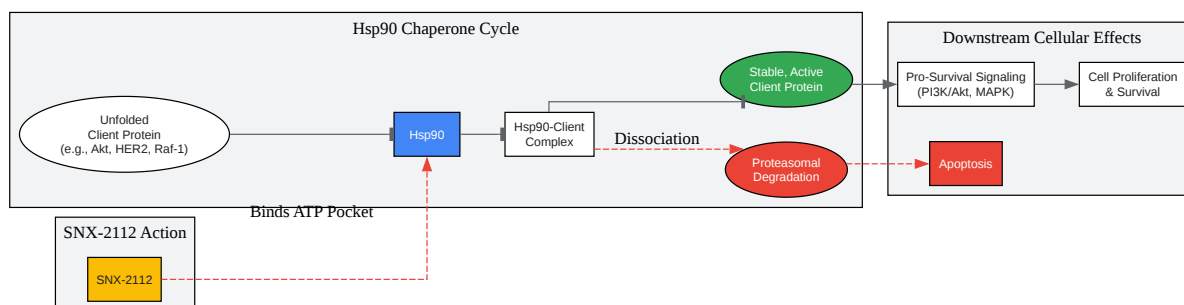 Hsp90 Chaperone Cycle
Downstream Cellular Effects
Unfolded
Client Protein
(e.g., Akt, HER2, Raf-1)
Hsp90
Hsp90-Client
Complex
Stable, Active
Client Protein
Pro-Survival Signaling
(PI3K/Akt, MAPK)
Cell Proliferation
& Survival
Dissociation
Proteasomal
Degradation
Apoptosis
Binds ATP Pocket
SNX-2112 Action
SNX-2112